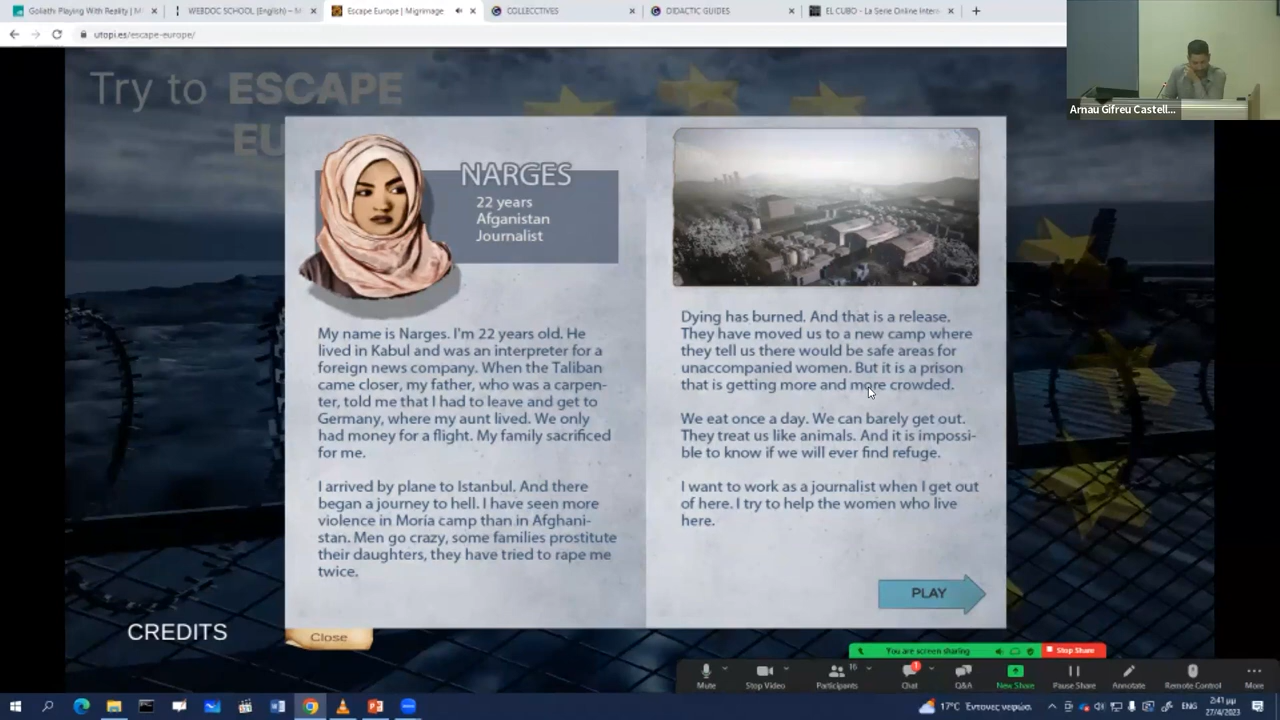 Goliath: Playing With Reality | M
WEBDOC SCHOOL (English) – M
Escape Europe | Migrimage
COLLECCTIVES
DIDACTIC GUIDES
EL CUBO - La Serie Online Intern
utopi.es/escape-europe/
Arnau Gifreu Castell...
Try to ESCAPE
EU
NARGES
22 years
Afganistan
Journalist
My name is Narges. I'm 22 years old. He
lived in Kabul and was an interpreter for a
foreign news company. When the Taliban
came closer, my father, who was a carpen-
ter, told me that I had to leave and get to
Germany, where my aunt lived. We only
had money for a flight. My family sacrificed
for me.
I arrived by plane to Istanbul. And there
began a journey to hell. I have seen more
violence in Moria camp than in Afghani-
stan. Men go crazy, some families prostitute
their daughters, they have tried to rape me
twice.
Dying has burned. And that is a release.
They have moved us to a new camp where
they tell us there would be safe areas for
unaccompanied women. But it is a prison
that is getting more and more crowded.
We eat once a day. We can barely get out.
They treat us like animals. And it is impossi-
ble to know if we will ever find refuge.
I want to work as a journalist when I get out
of here. I try to help the women who live
here.
PLAY
CREDITS
Close
You are screen sharing
Stop Share
Mute
Stop Video
16
Participants
1
Chat
Q&A
New Share
Pause Share
Annotate
Remote Control
More
17°C Έντονες νεφώσ.
ENG
2:41 μμ
27/4/2023